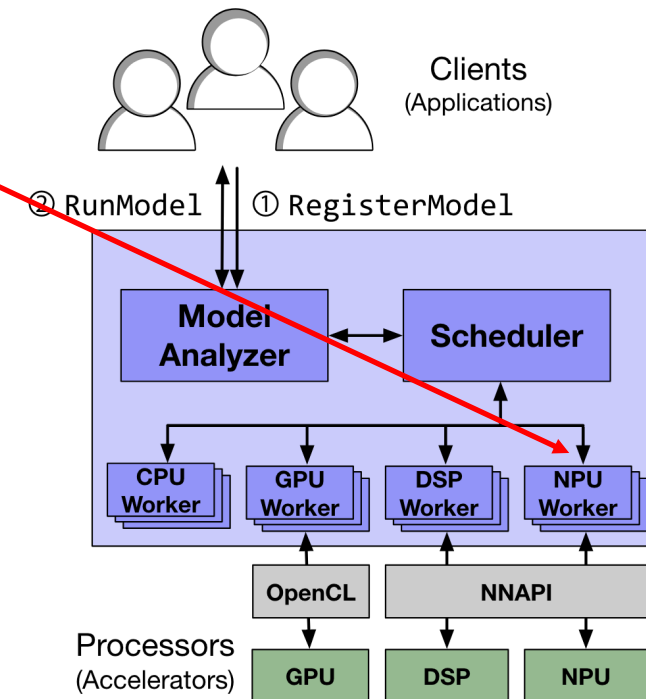 Clients
(Applications)
② RunModel ① RegisterModel
Model
Analyzer
Scheduler
CPU
Worker
GPU
Worker
DSP
Worker
NPU
Worker
OpenCL
NNAPI
Processors
(Accelerators)
GPU
DSP
NPU